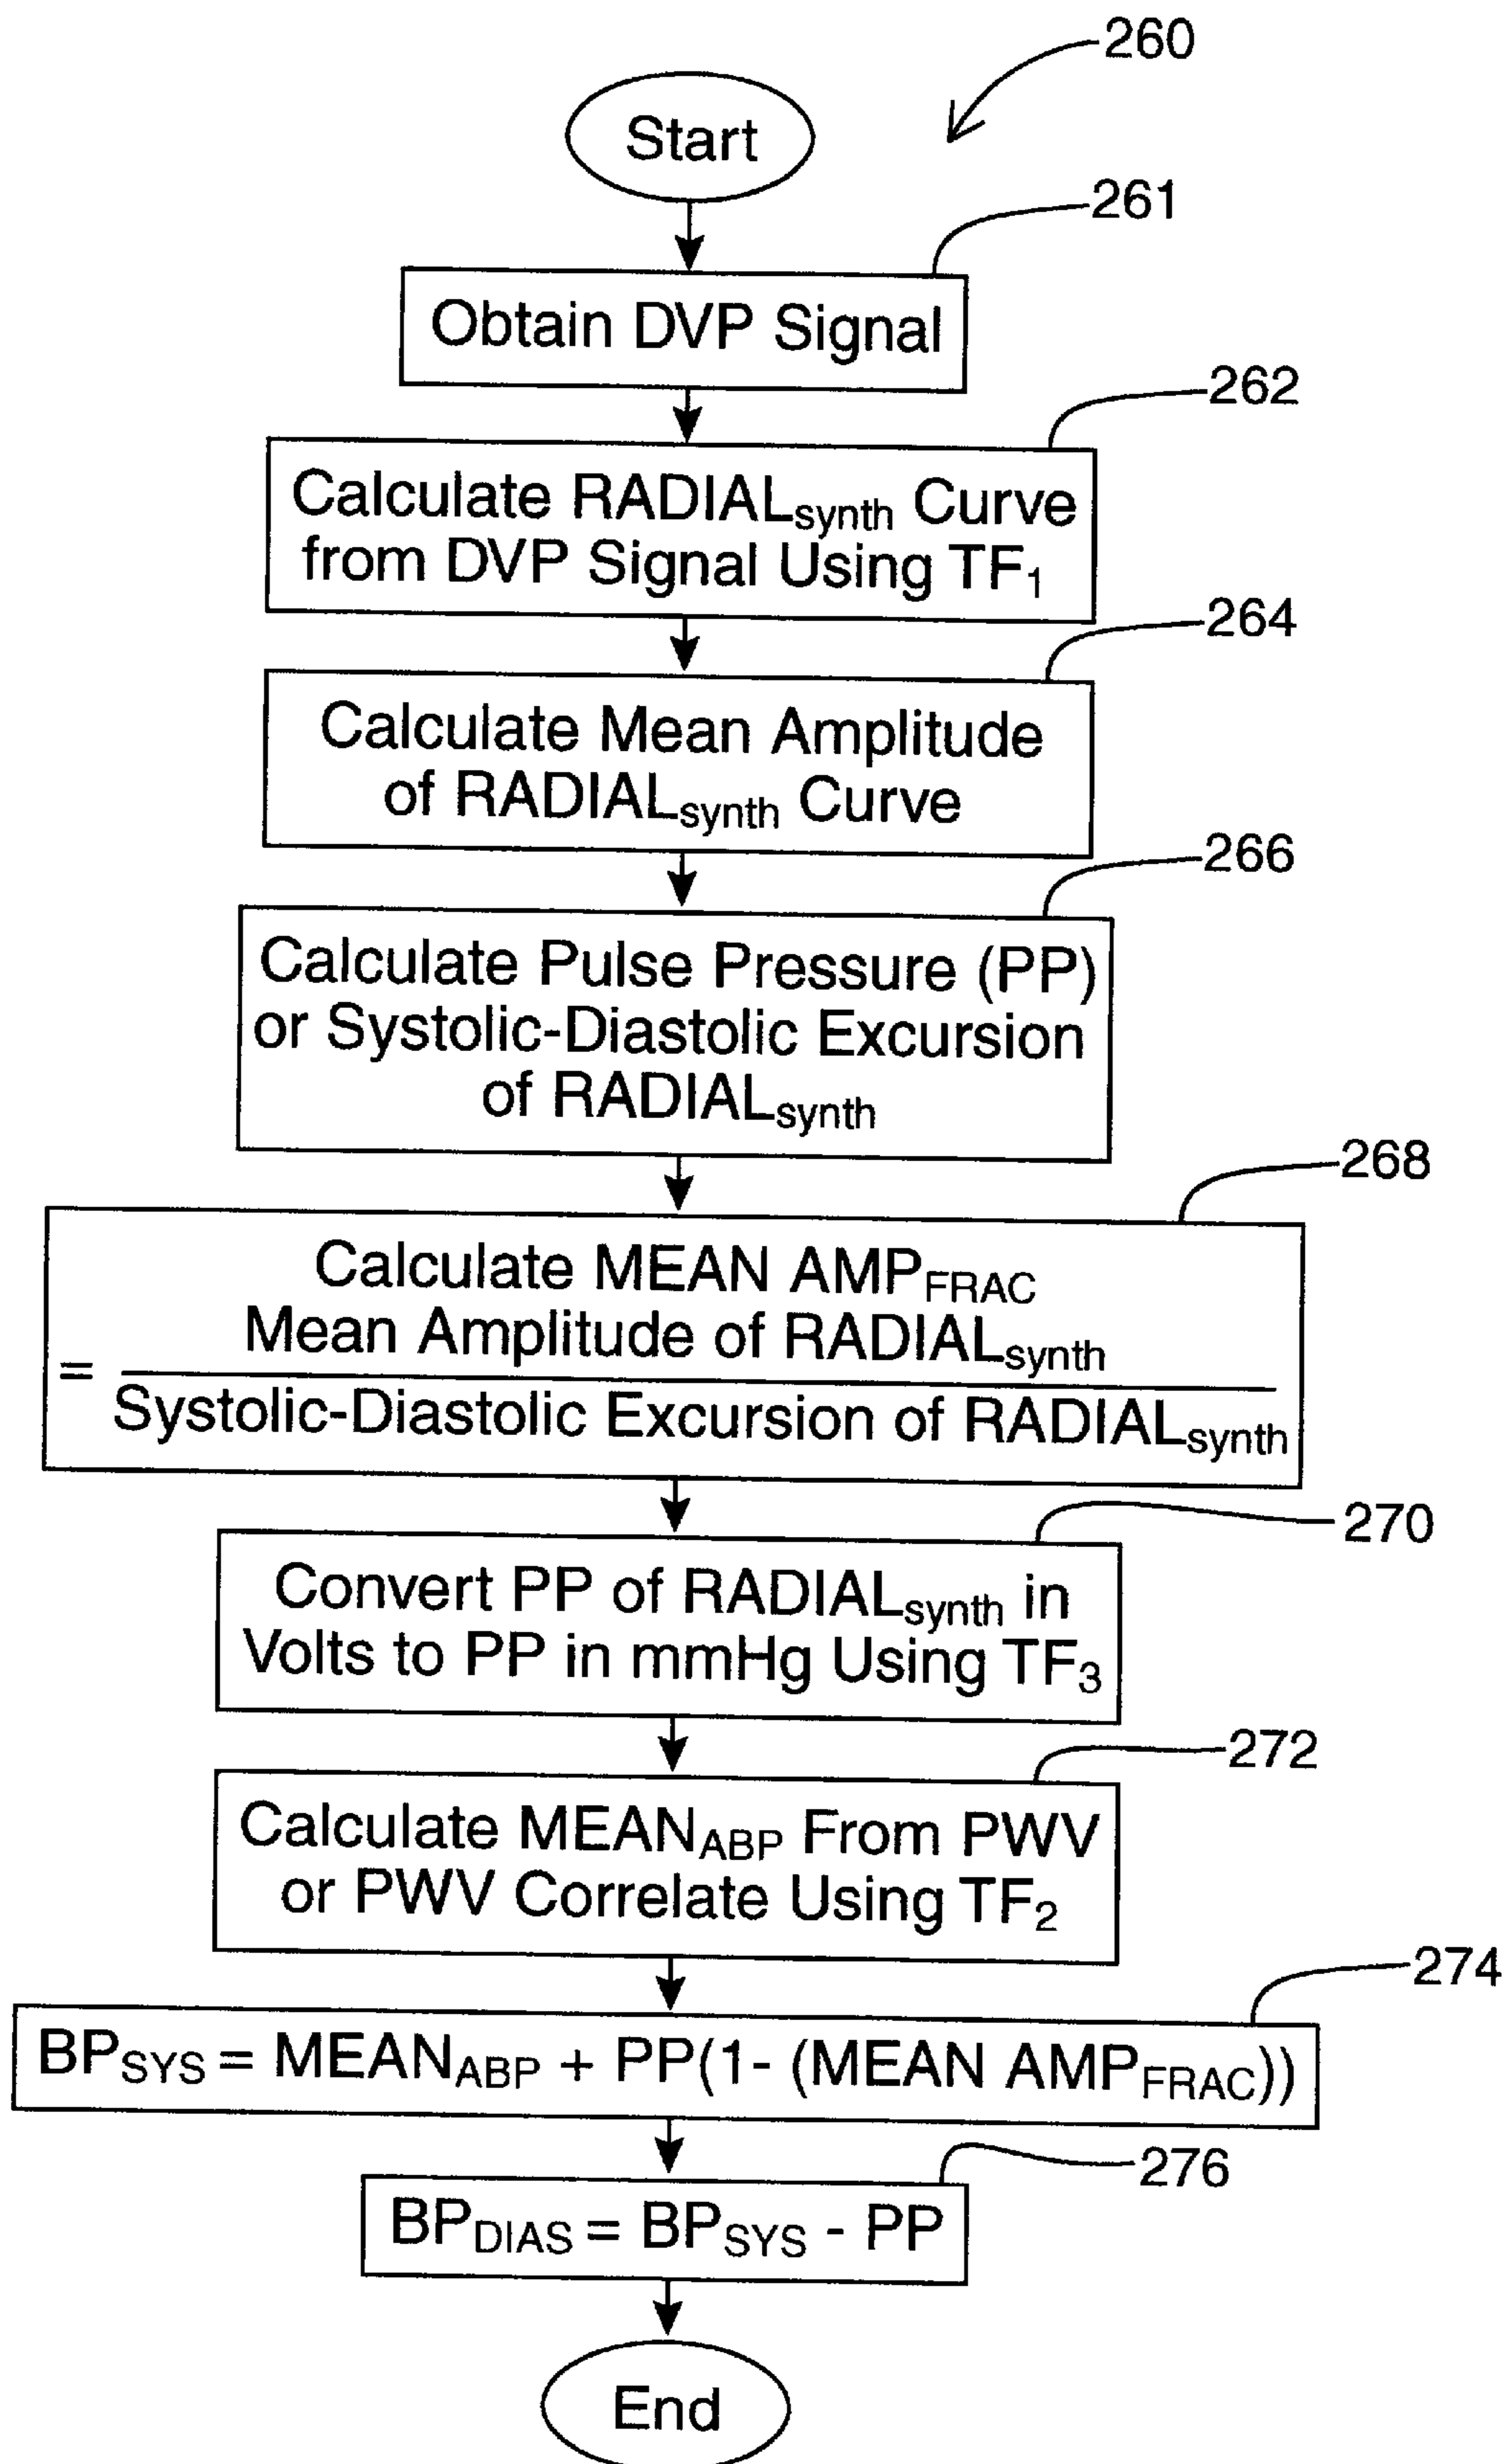 260
Start
261
Obtain DVP Signal
262
Calculate RADIALsynth Curve
from DVP Signal Using TF1
264
Calculate Mean Amplitude
of RADIALsynth Curve
266
Calculate Pulse Pressure (PP)
or Systolic-Diastolic Excursion
of RADIALsynth
268
Calculate MEAN AMPFRAC
Mean Amplitude of RADIALsynth
=
Systolic-Diastolic Excursion of RADIALsynth
270
Convert PP of RADIALsynth in
Volts to PP in mmHg Using TF3
272
Calculate MEANABP From PWV
or PWV Correlate Using TF2
274
BPSYS = MEANABP + PP(1- (MEAN AMPFRAC))
276
BPDIAS = BPSYS - PP
End